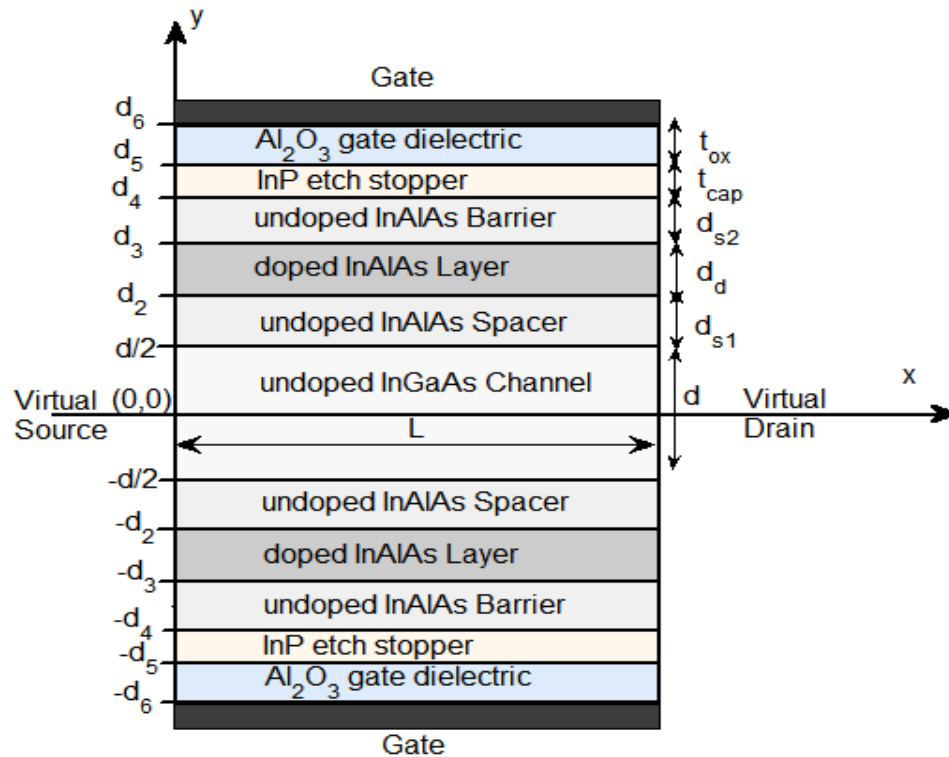 y
Gate
d6
Al2O3 gate dielectric
tox
d5
InP etch stopper
tcap
d4
undoped InAlAs Barrier
ds2
d3
doped InAlAs Layer
dd
d2
undoped InAlAs Spacer
ds1
d/2
undoped InGaAs Channel
x
Virtual (0,0)
Source
d
Virtual
Drain
L
-d/2
undoped InAlAs Spacer
-d2
doped InAlAs Layer
-d3
undoped InAlAs Barrier
-d4
InP etch stopper
-d5
Al2O3 gate dielectric
-d6
Gate